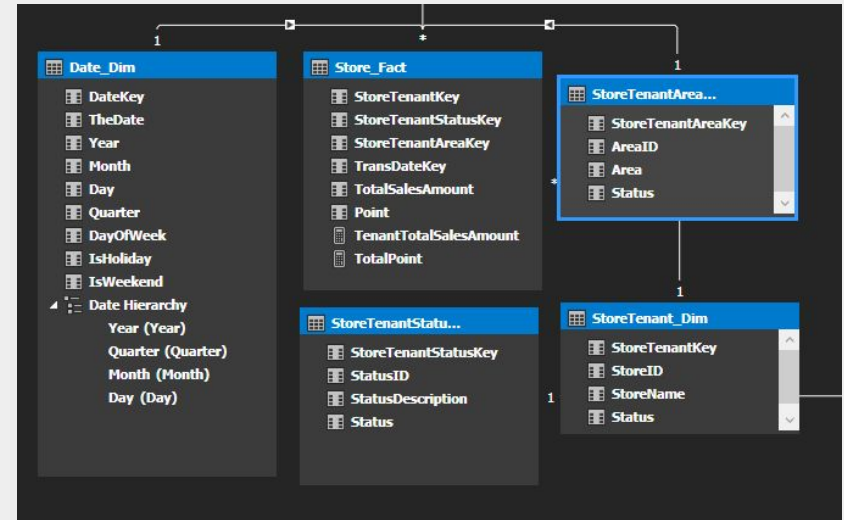 1
*
1
Date_Dim
DateKey
TheDate
Year
Month
Day
Quarter
DayOfWeek
IsHoliday
IsWeekend
Date Hierarchy
Year (Year)
Quarter (Quarter)
Month (Month)
Day (Day)
Store_Fact
StoreTenantKey
StoreTenantStatusKey
StoreTenantAreaKey
TransDateKey
TotalSalesAmount
Point
TenantTotalSalesAmount
TotalPoint
*
StoreTenantArea...
StoreTenantAreaKey
AreaID
Area
Status
StoreTenantStatu...
StoreTenantStatusKey
StatusID
StatusDescription
Status
1
1
StoreTenant_Dim
StoreTenantKey
StoreID
StoreName
Status